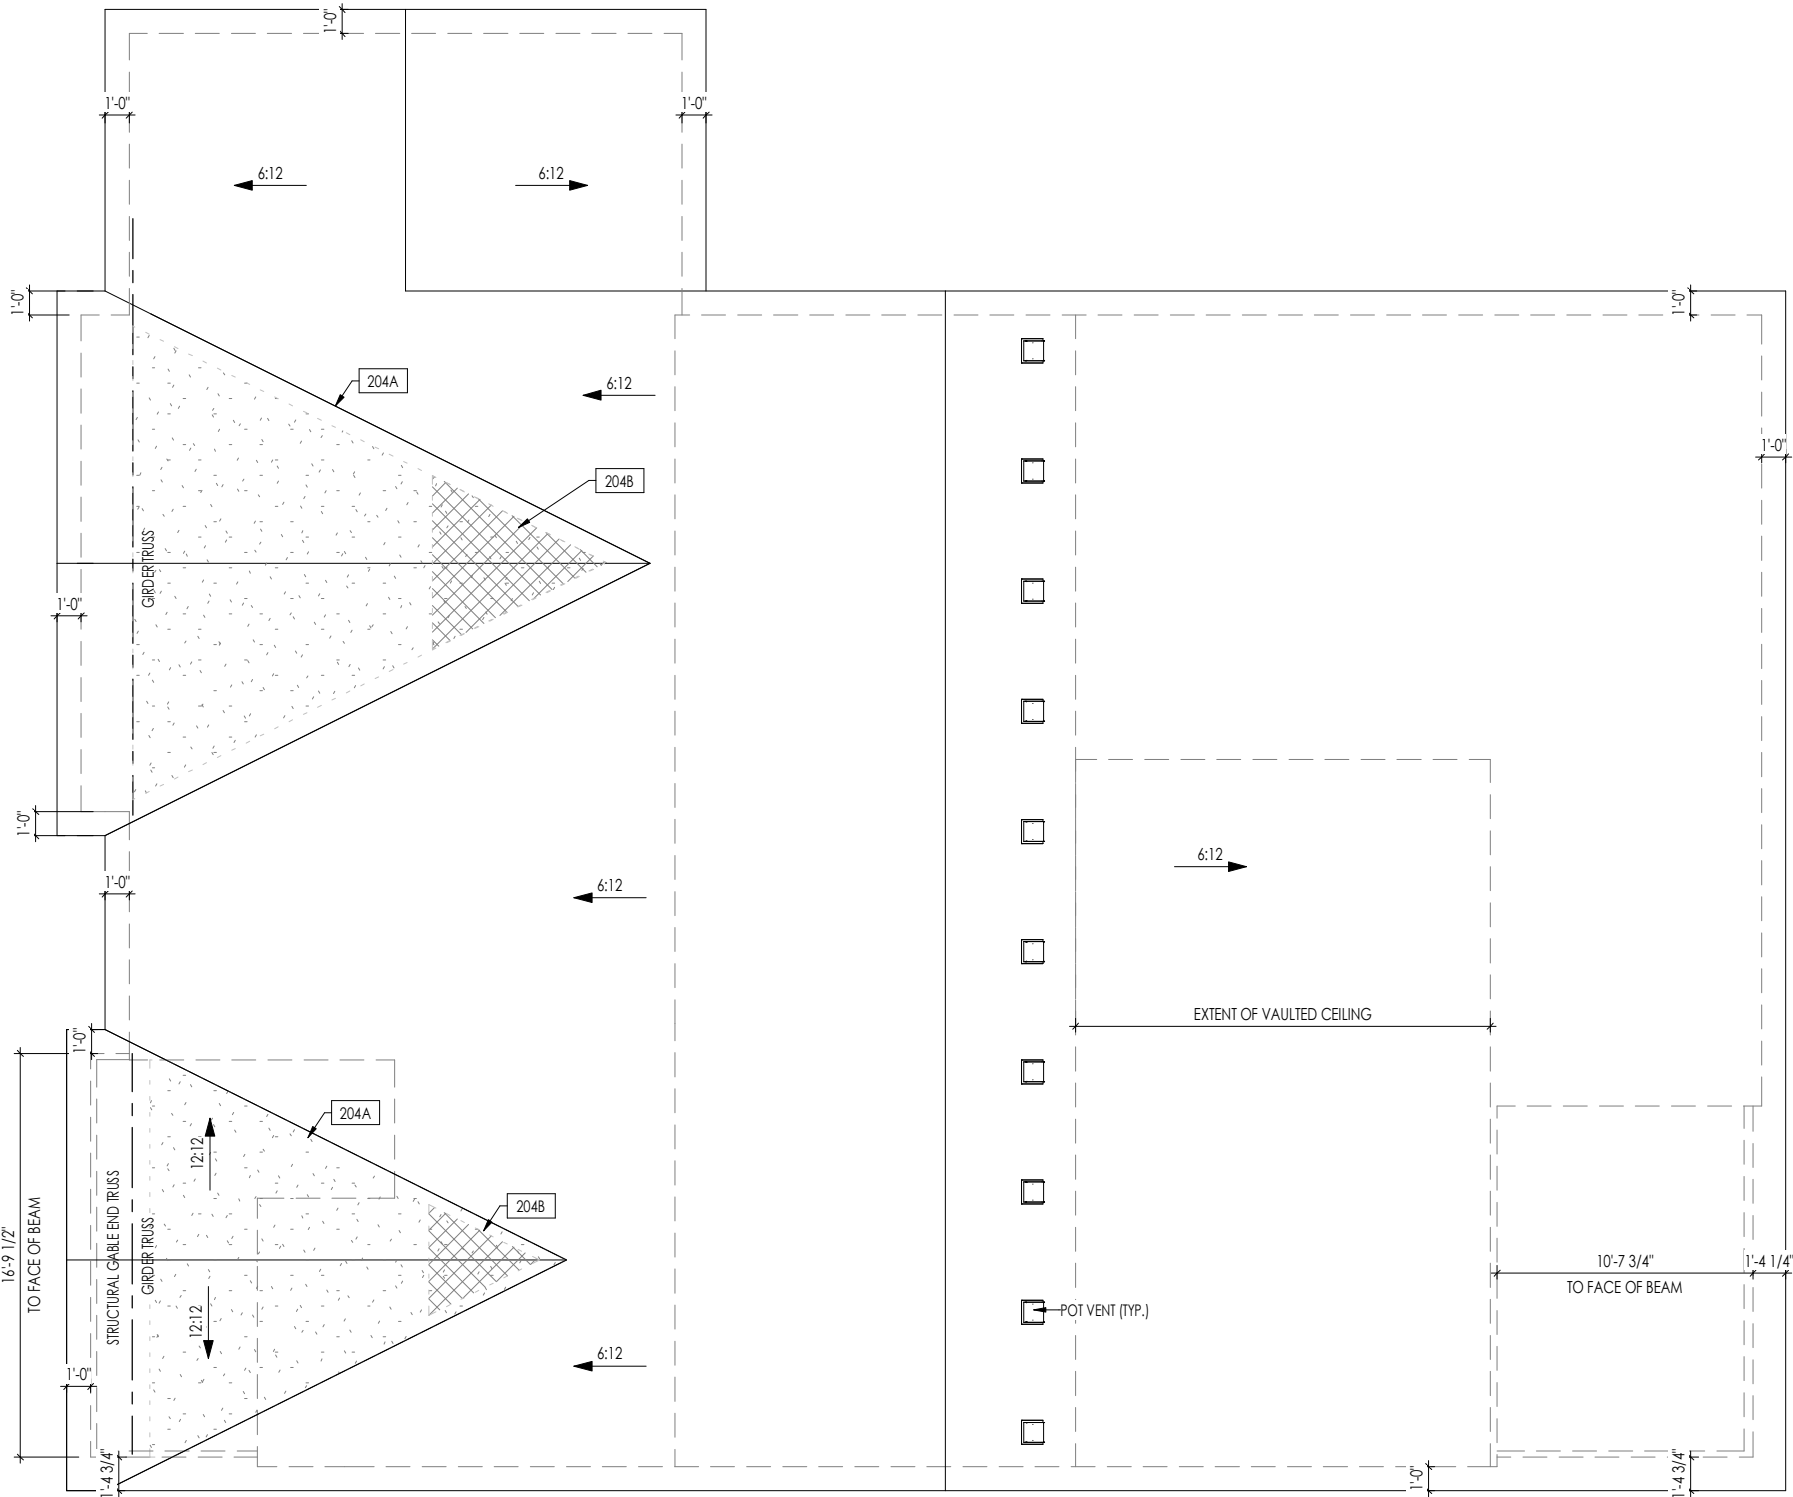 1'-0"
1'-0"
1'-0"
6:12
6:12
1'-0"
1'-0"
204A
6:12
1'-0"
204B
GIRDER TRUSS
1'-0"
1'-0"
6:12
1'-0"
6:12
EXTENT OF VAULTED CEILING
1'-0"
204A
12:12
STRUCTURAL GABLE END TRUSS
GIRDER TRUSS
204B
16'-9 1/2"
TO FACE OF BEAM
10'-7 3/4"
TO FACE OF BEAM
1'-4 1/4"
12:12
POT VENT (TYP.)
6:12
1'-0"
1'-4 3/4"
1'-0"
1'-4 3/4"